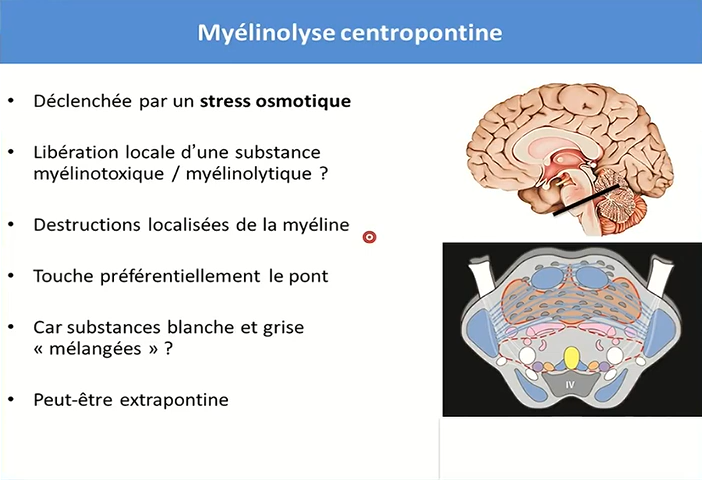 Myélinolyse centropontine
• Déclenchée par un stress osmotique
• Libération locale d'une substance
myélinotoxique / myélinolytique ?
• Destructions localisées de la myéline
• Touche préférentiellement le pont
• Car substances blanche et grise
« mélangées » ?
• Peut-être extrapontine
IV